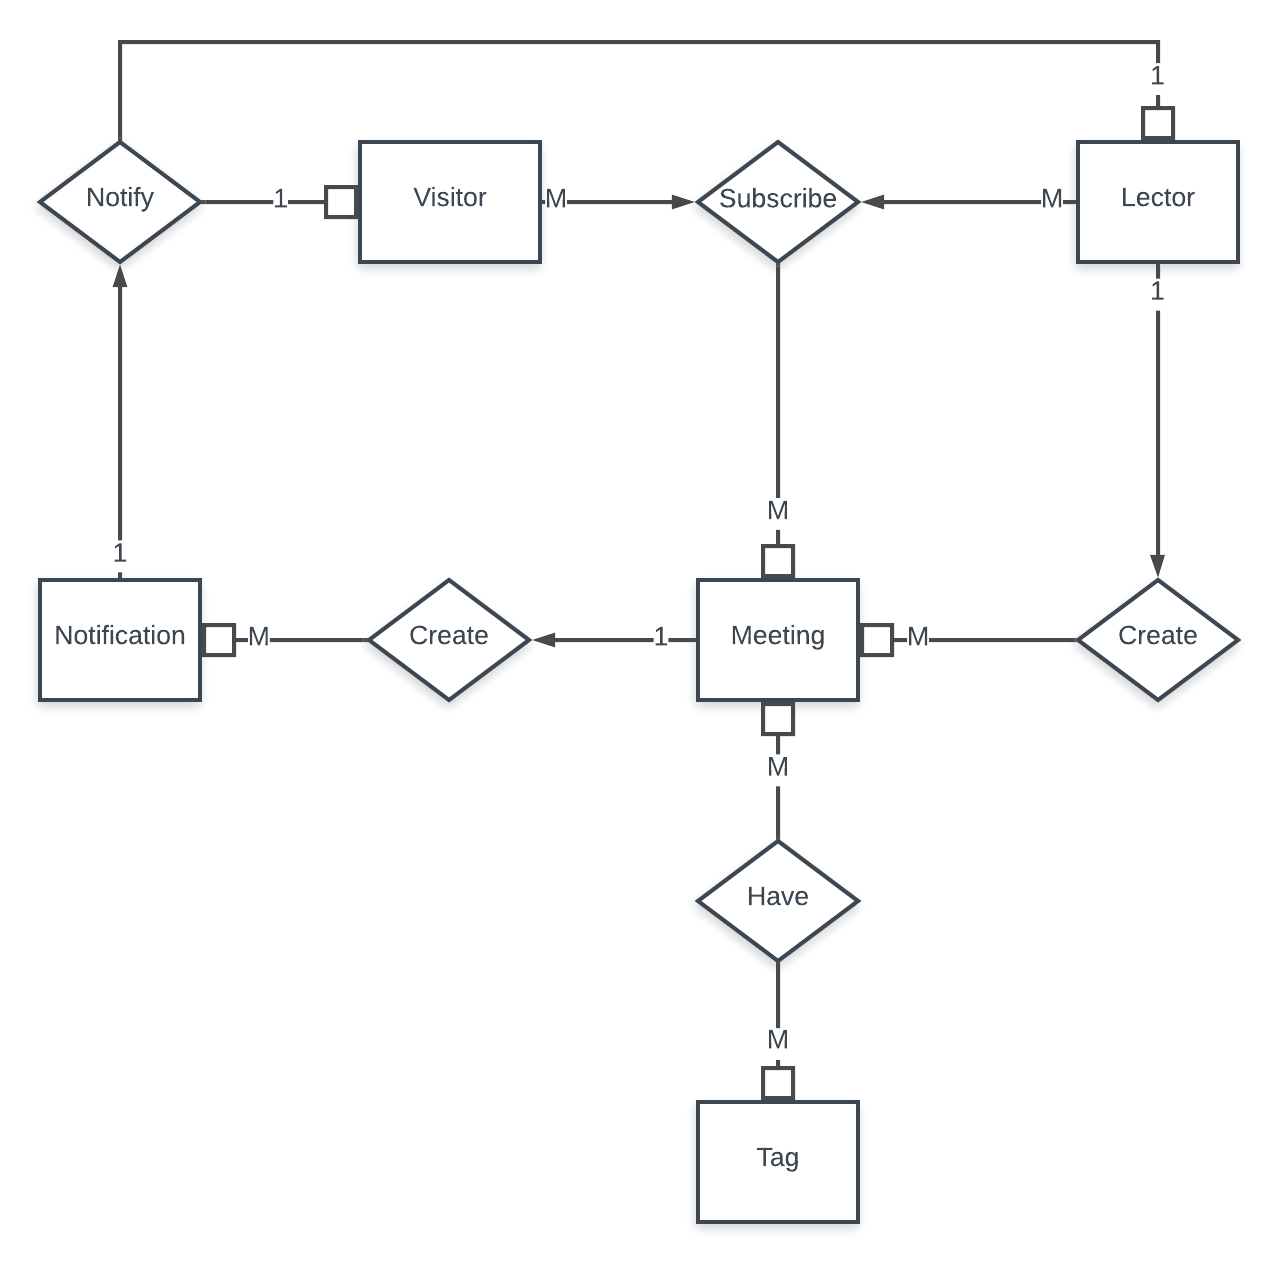 1
Notify
1
Visitor
M
Subscribe
M
Lector
1
M
1
Notification
M
Create
1
Meeting
M
Create
M
Have
M
Tag